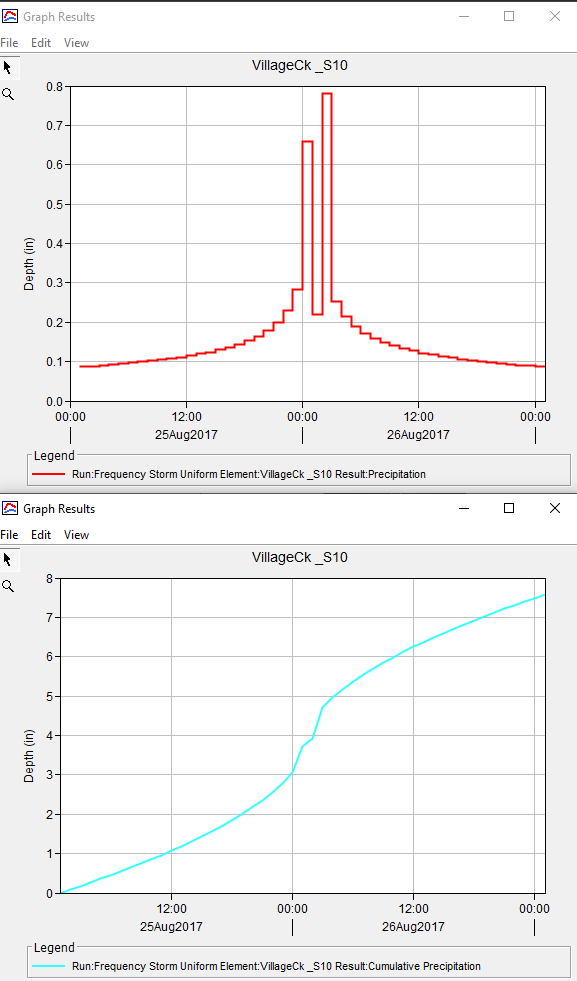 Graph Results
File Edit View
VillageCk _S10
0.8
0.7
0.6
0.5
0.4
0.3
0.2
0.1
0.0
Depth (in)
00:00 12:00 00:00 12:00 00:00
25Aug2017 26Aug2017
Legend
Run:Frequency Storm Uniform Element:VillageCk _S10 Result:Precipitation
Graph Results
File Edit View
VillageCk _S10
8
7
6
5
4
3
2
1
0
Depth (in)
12:00 00:00 12:00 00:00
25Aug2017 26Aug2017
Legend
Run:Frequency Storm Uniform Element:VillageCk _S10 Result:Cumulative Precipitation